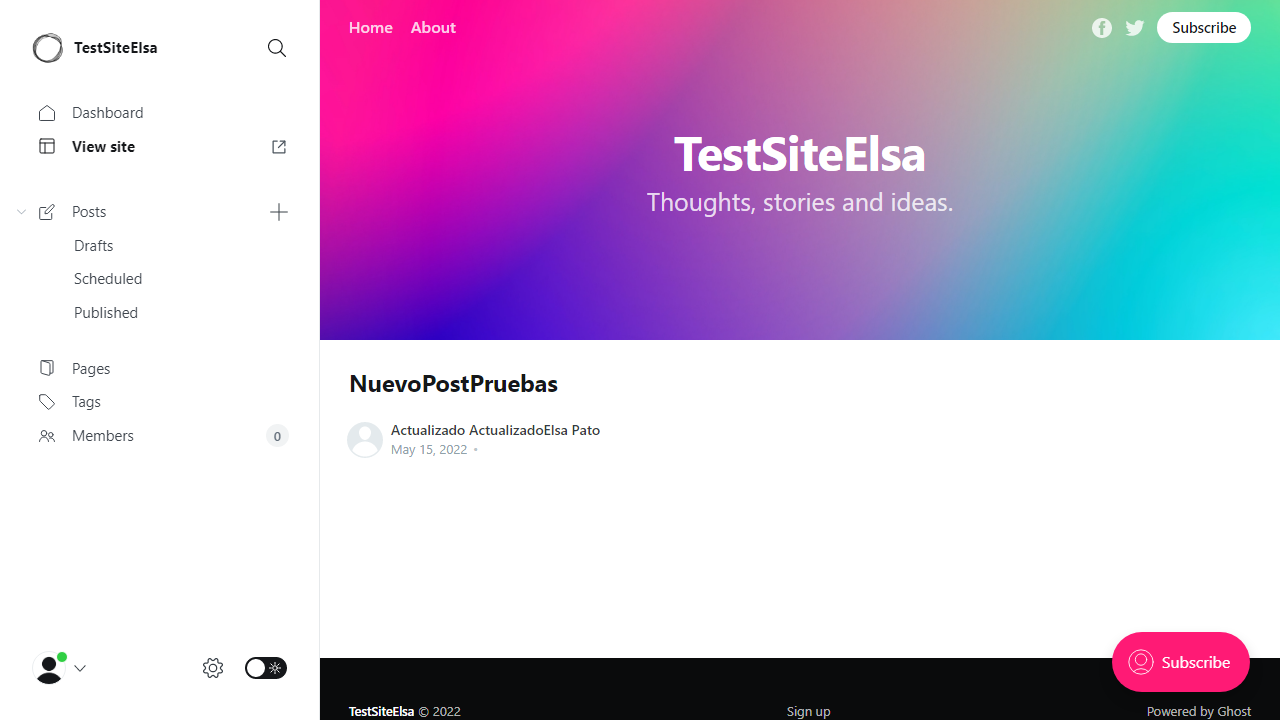 TestSiteElsa
Dashboard
View site
Posts
Drafts
Scheduled
Published
Pages
Tags
Members 0
Home About Subscribe
TestSiteElsa
Thoughts, stories and ideas.
NuevoPostPruebas
Actualizado ActualizadoElsa Pato
May 15, 2022 •
Subscribe
TestSiteElsa © 2022 Sign up Powered by Ghost